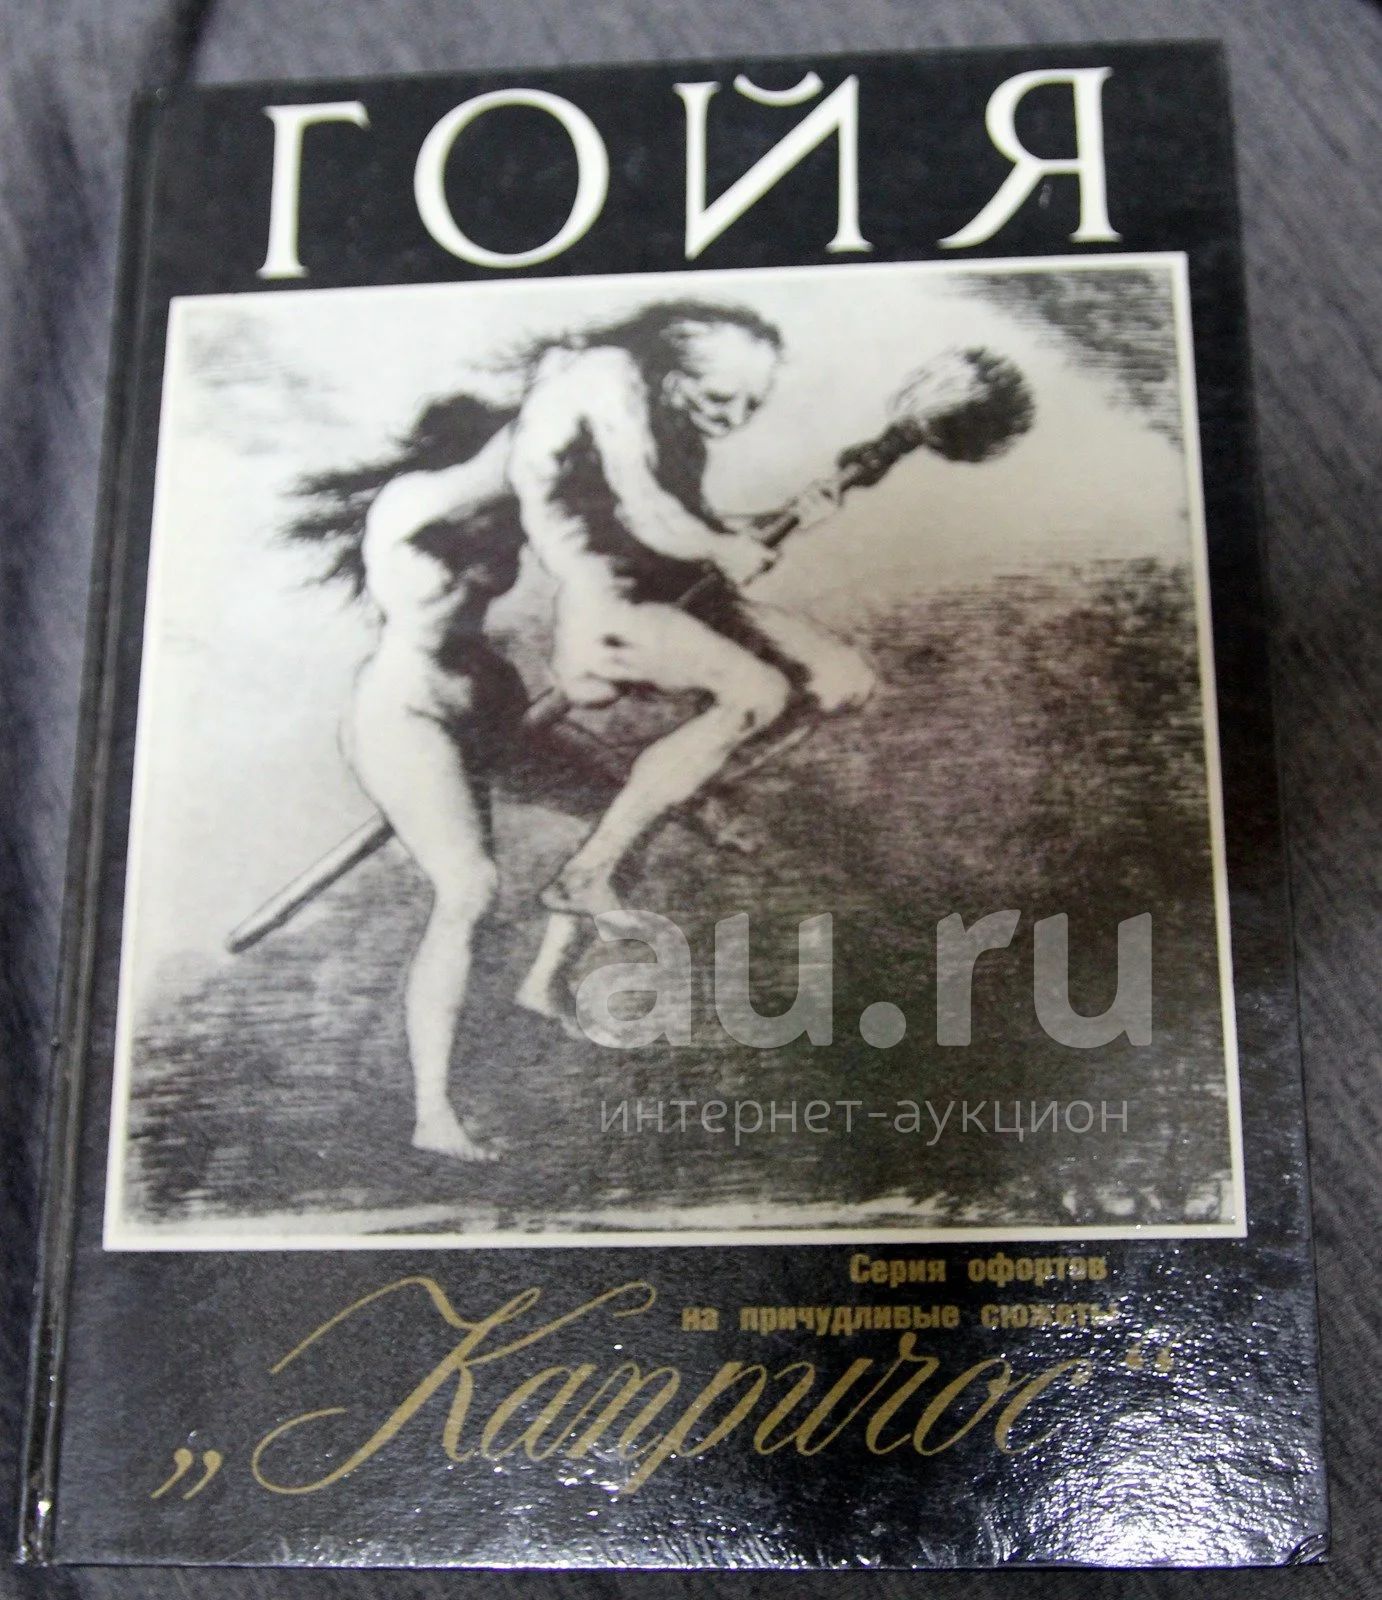 ГОЙЯ
au.ru
интернет-аукцион
Серия офортов
на причудливые сюжеты
„Капричос“